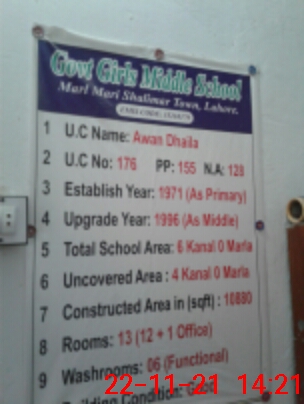 Govt Girls Middle School
Mari Mari Shalimar Town, Lahore.
1 U.C Name: Awan Dhaila
2 U.C No: 176 PP: 155 N.A: 128
3 Establish Year: 1971 (As Primary)
4 Upgrade Year: 1996 (As Middle)
5 Total School Area: 6 Kanal 0 Marla
6 Uncovered Area : 4 Kanal 0 Marla
7 Constructed Area in (sqft) : 10880
8 Rooms: 13 (12 + 1 Office)
9 Washrooms: 06 (Functional)
Building Condition:
22-11-21 14:21